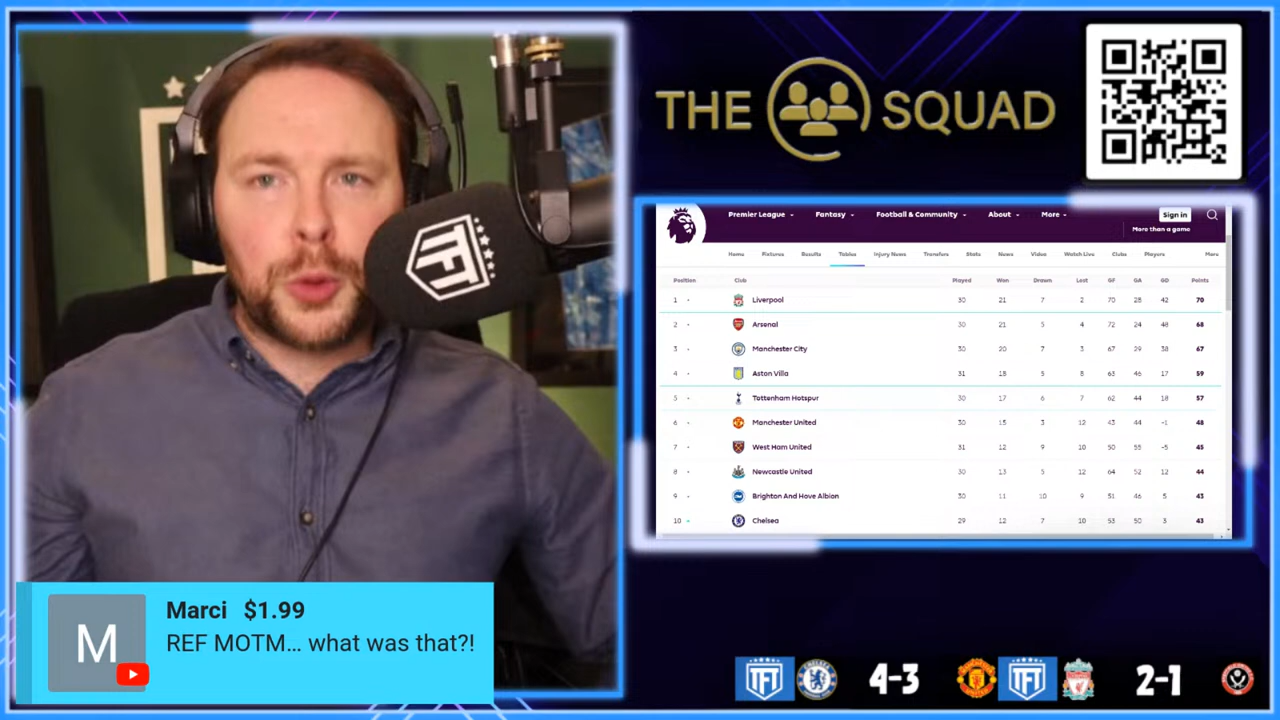 THE SQUAD
TFT
Premier League Fantasy Football & Community About More Sign in
More than a game
Home Fixtures Results Tables Injury News Transfers Stats News Video Watch Live Clubs Players More
Position Club Played Won Drawn Lost GF GA GD Points
1 Liverpool 30 21 7 2 70 28 42 70
2 Arsenal 30 21 5 4 72 24 48 68
3 Manchester City 30 20 7 3 67 29 38 67
4 Aston Villa 31 18 5 8 63 46 17 59
5 Tottenham Hotspur 30 17 6 7 62 44 18 57
6 Manchester United 30 15 3 12 43 44 -1 48
7 West Ham United 31 12 9 10 50 55 -5 45
8 Newcastle United 30 13 5 12 64 52 12 44
9 Brighton And Hove Albion 30 11 10 9 51 46 5 43
10 Chelsea 29 12 7 10 53 50 3 43
Marci $1.99
M REF MOTM... what was that?!
TFT 4-3 TFT 2-1